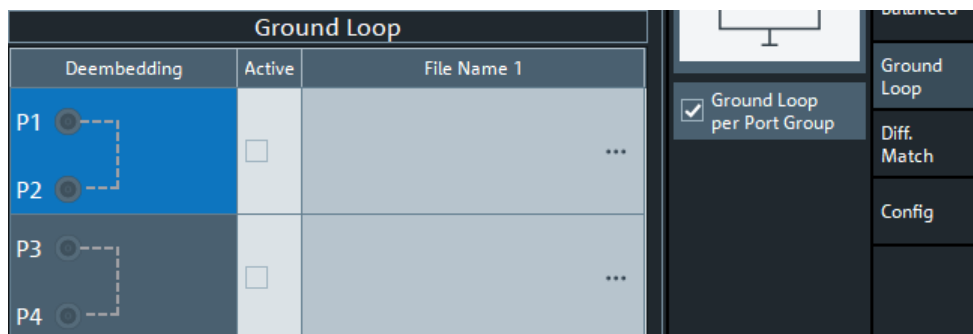 Ground Loop
Deembedding
Active
File Name 1
P1
P2
...
P3
P4
...
Ground Loop
per Port Group
Balanced
Ground
Loop
Diff.
Match
Config